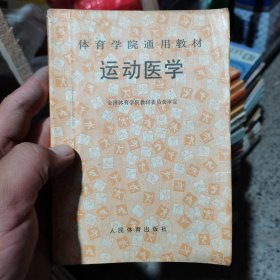 体育学院通用教材
运动医学
全国体育学院教材委员会审定
人民体育出版社